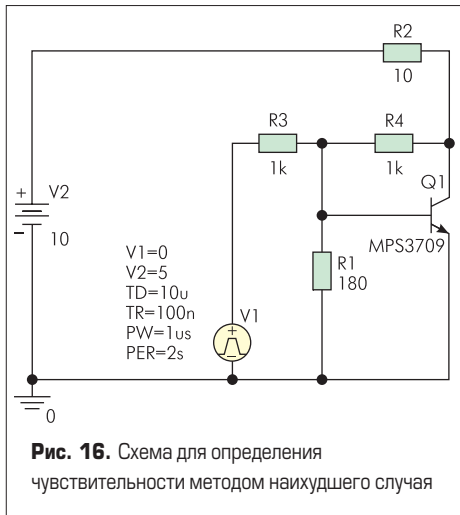 R2
10
R3
1k
R4
1k
Q1
MPS3709
+
V2
-
10
V1=0
V2=5
TD=10u
TR=100n
PW=1us
PER=2s
+
V1
-
R1
180
0
Рис. 16. Схема для определения
чувствительности методом наихудшего случая